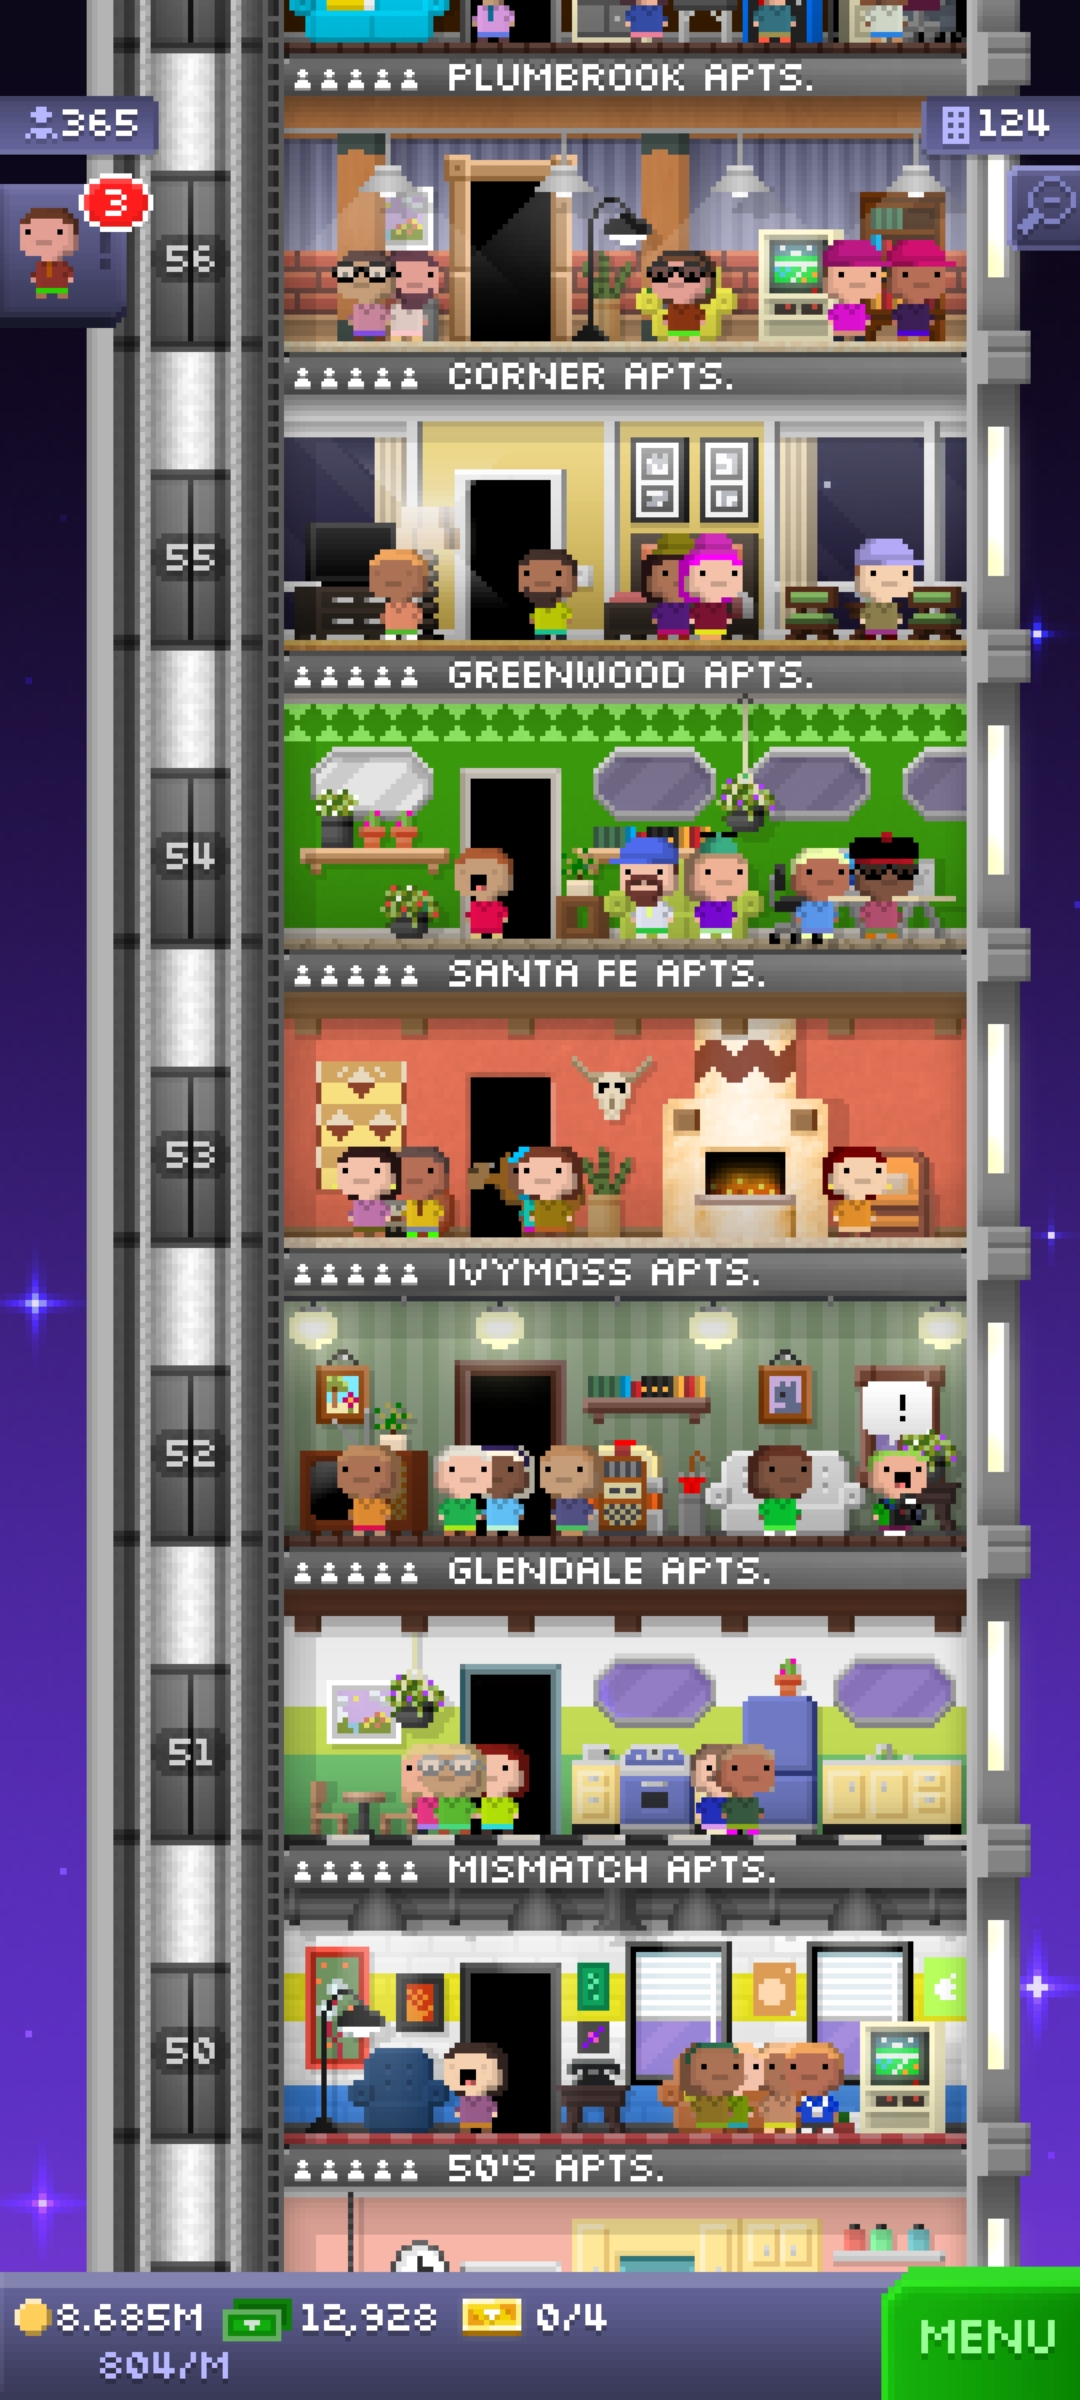 PLUMBROOK APTS.
365
124
3
56
CORNER APTS.
55
GREENWOOD APTS.
54
SANTA FE APTS.
53
IVYMOSS APTS.
!
52
GLENDALE APTS.
51
MISMATCH APTS.
50
50'S APTS.
8.685M 12,928 0/4
804/M
MENU